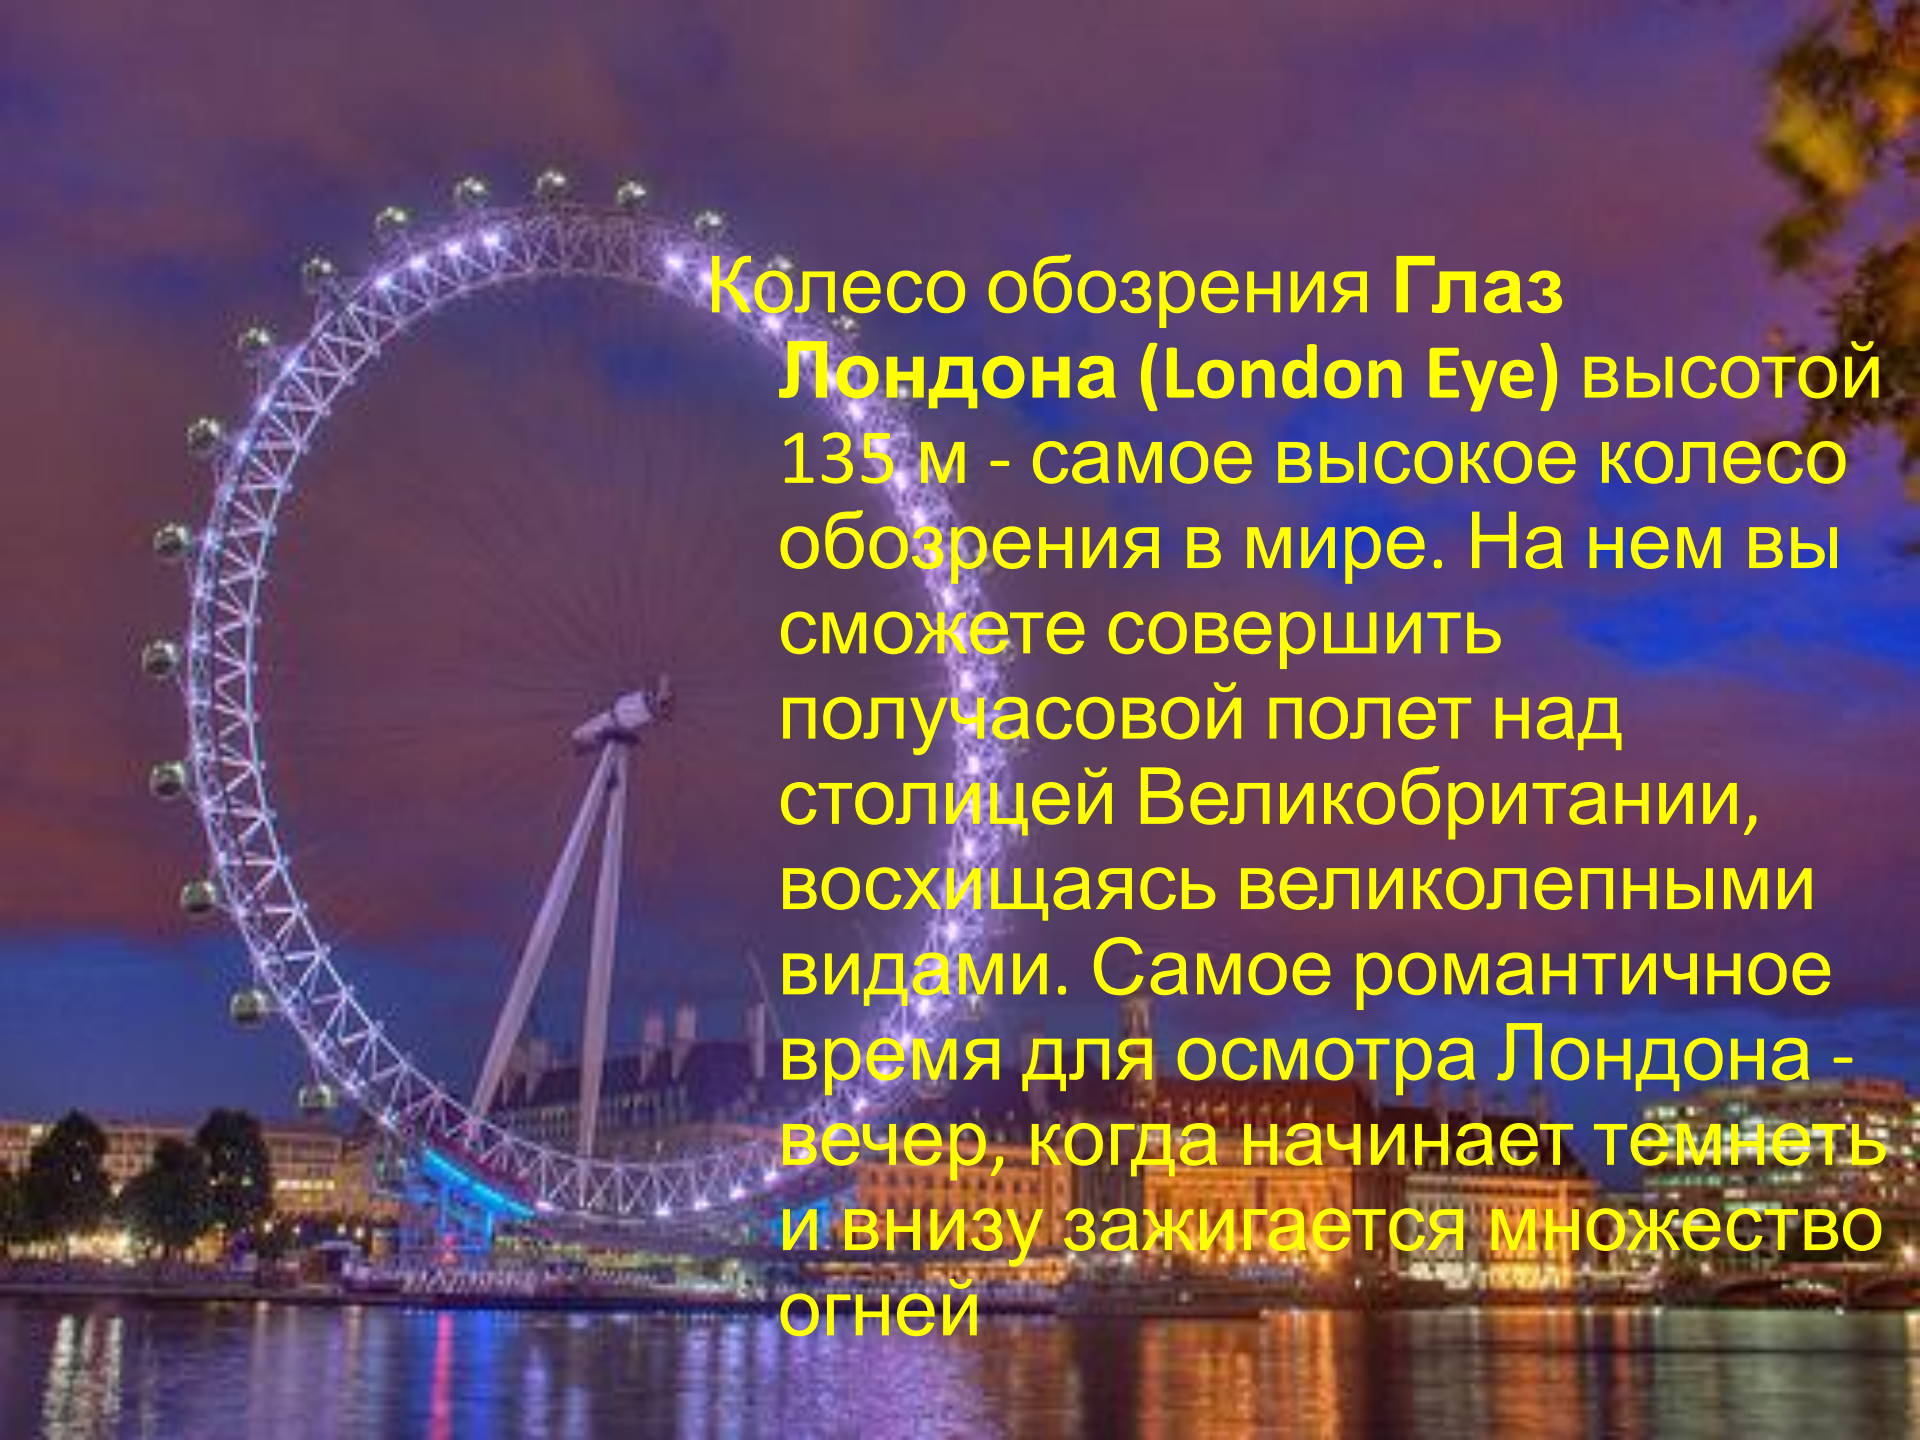 Колесо обозрения Глаз
Лондона (London Eye) высотой
135 м - самое высокое колесо
обозрения в мире. На нем вы
сможете совершить
получасовой полет над
столицей Великобритании,
восхищаясь великолепными
видами. Самое романтичное
время для осмотра Лондона -
вечер, когда начинает темнеть
и внизу зажигается множество
огней